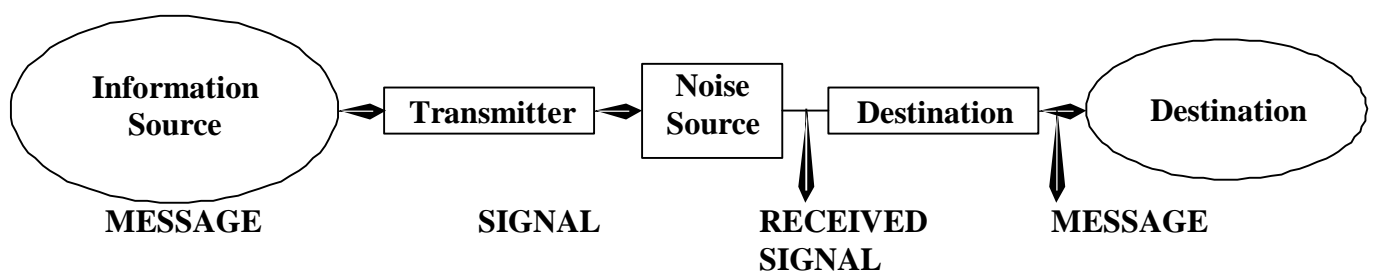 Information
Source
Transmitter
Noise
Source
Destination
Destination
MESSAGE
SIGNAL
RECEIVED
SIGNAL
MESSAGE